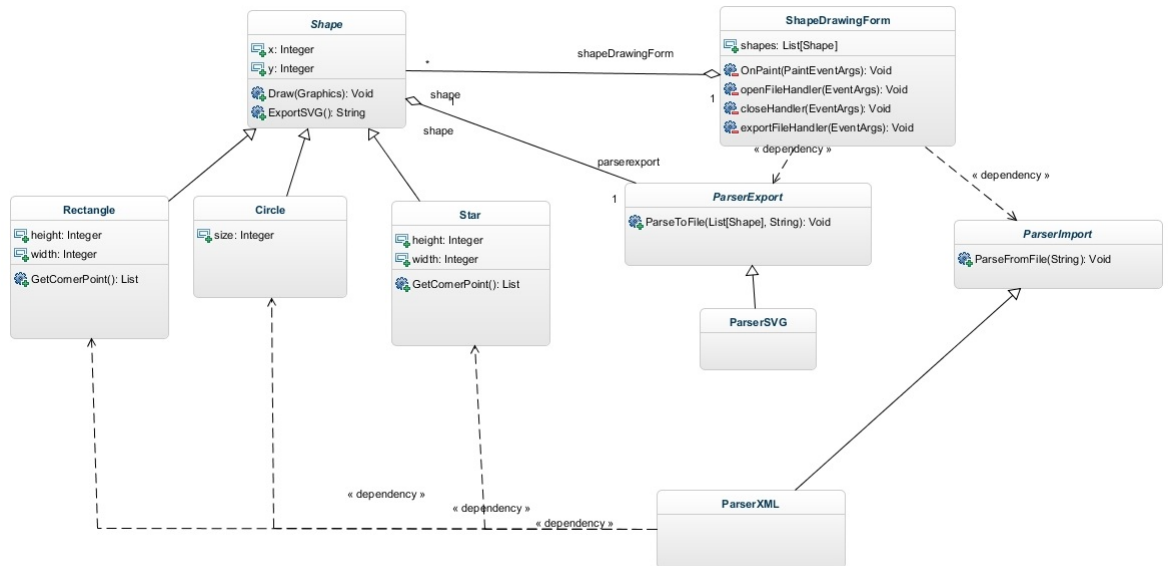 Shape
x: Integer
y: Integer
Draw(Graphics): Void
ExportSVG(): String
ShapeDrawingForm
shapes: List[Shape]
OnPaint(PaintEventArgs): Void
openFileHandler(EventArgs): Void
closeHandler(EventArgs): Void
exportFileHandler(EventArgs): Void
shapeDrawingForm
*
1
shape
1
shape
parserexport
1
« dependency »
« dependency »
Rectangle
height: Integer
width: Integer
GetCornerPoint(): List
Circle
size: Integer
Star
height: Integer
width: Integer
GetCornerPoint(): List
ParserExport
ParseToFile(List[Shape], String): Void
ParserImport
ParseFromFile(String): Void
ParserSVG
« dependency »
« dependency »
« dependency »
ParserXML